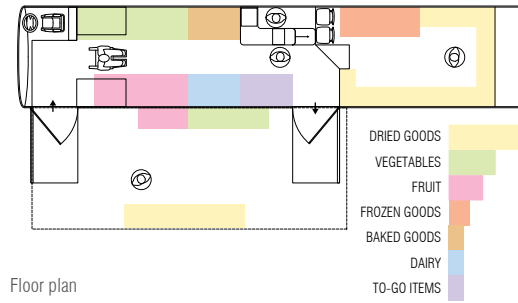 DRIED GOODS
VEGETABLES
FRUIT
FROZEN GOODS
BAKED GOODS
DAIRY
TO-GO ITEMS
Floor plan